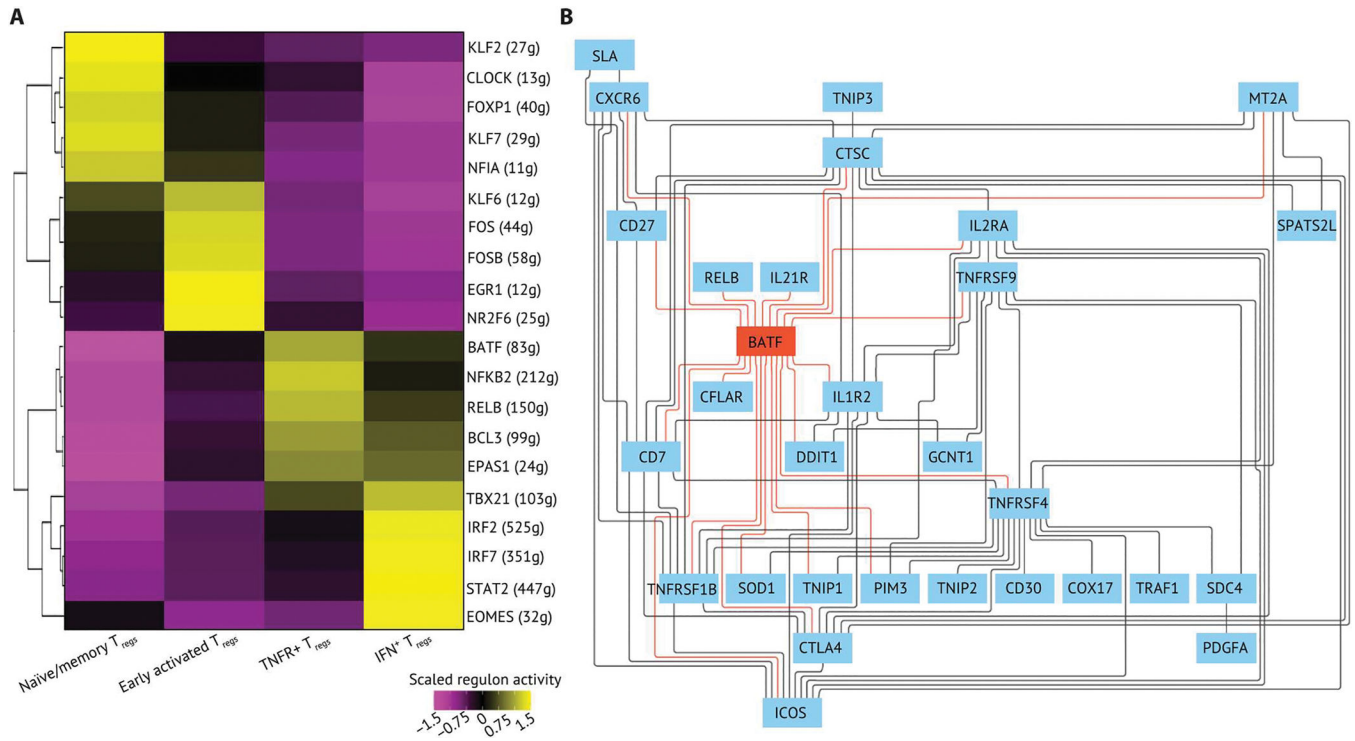 A
KLF2 (27g)
CLOCK (13g)
FOXP1 (40g)
KLF7 (29g)
NFIA (11g)
KLF6 (12g)
FOS (44g)
FOSB (58g)
EGR1 (12g)
NR2F6 (25g)
BATF (83g)
NFKB2 (212g)
RELB (150g)
BCL3 (99g)
EPAS1 (24g)
TBX21 (103g)
IRF2 (525g)
IRF7 (351g)
STAT2 (447g)
EOMES (32g)
Naïve/memory Tregs
Early activated Tregs
TNFR+ Tregs
IFN⁺ Tregs
Scaled regulon activity
−1.5 −0.75 0 0.75 1.5
B
SLA
CXCR6 TNIP3 MT2A
CTSC
CD27 IL2RA SPATS2L
RELB IL21R TNFRSF9
BATF
CFLAR IL1R2
CD7 DDIT1 GCNT1
TNFRSF4
TNFRSF1B SOD1 TNIP1 PIM3 TNIP2 CD30 COX17 TRAF1 SDC4
CTLA4 PDGFA
ICOS